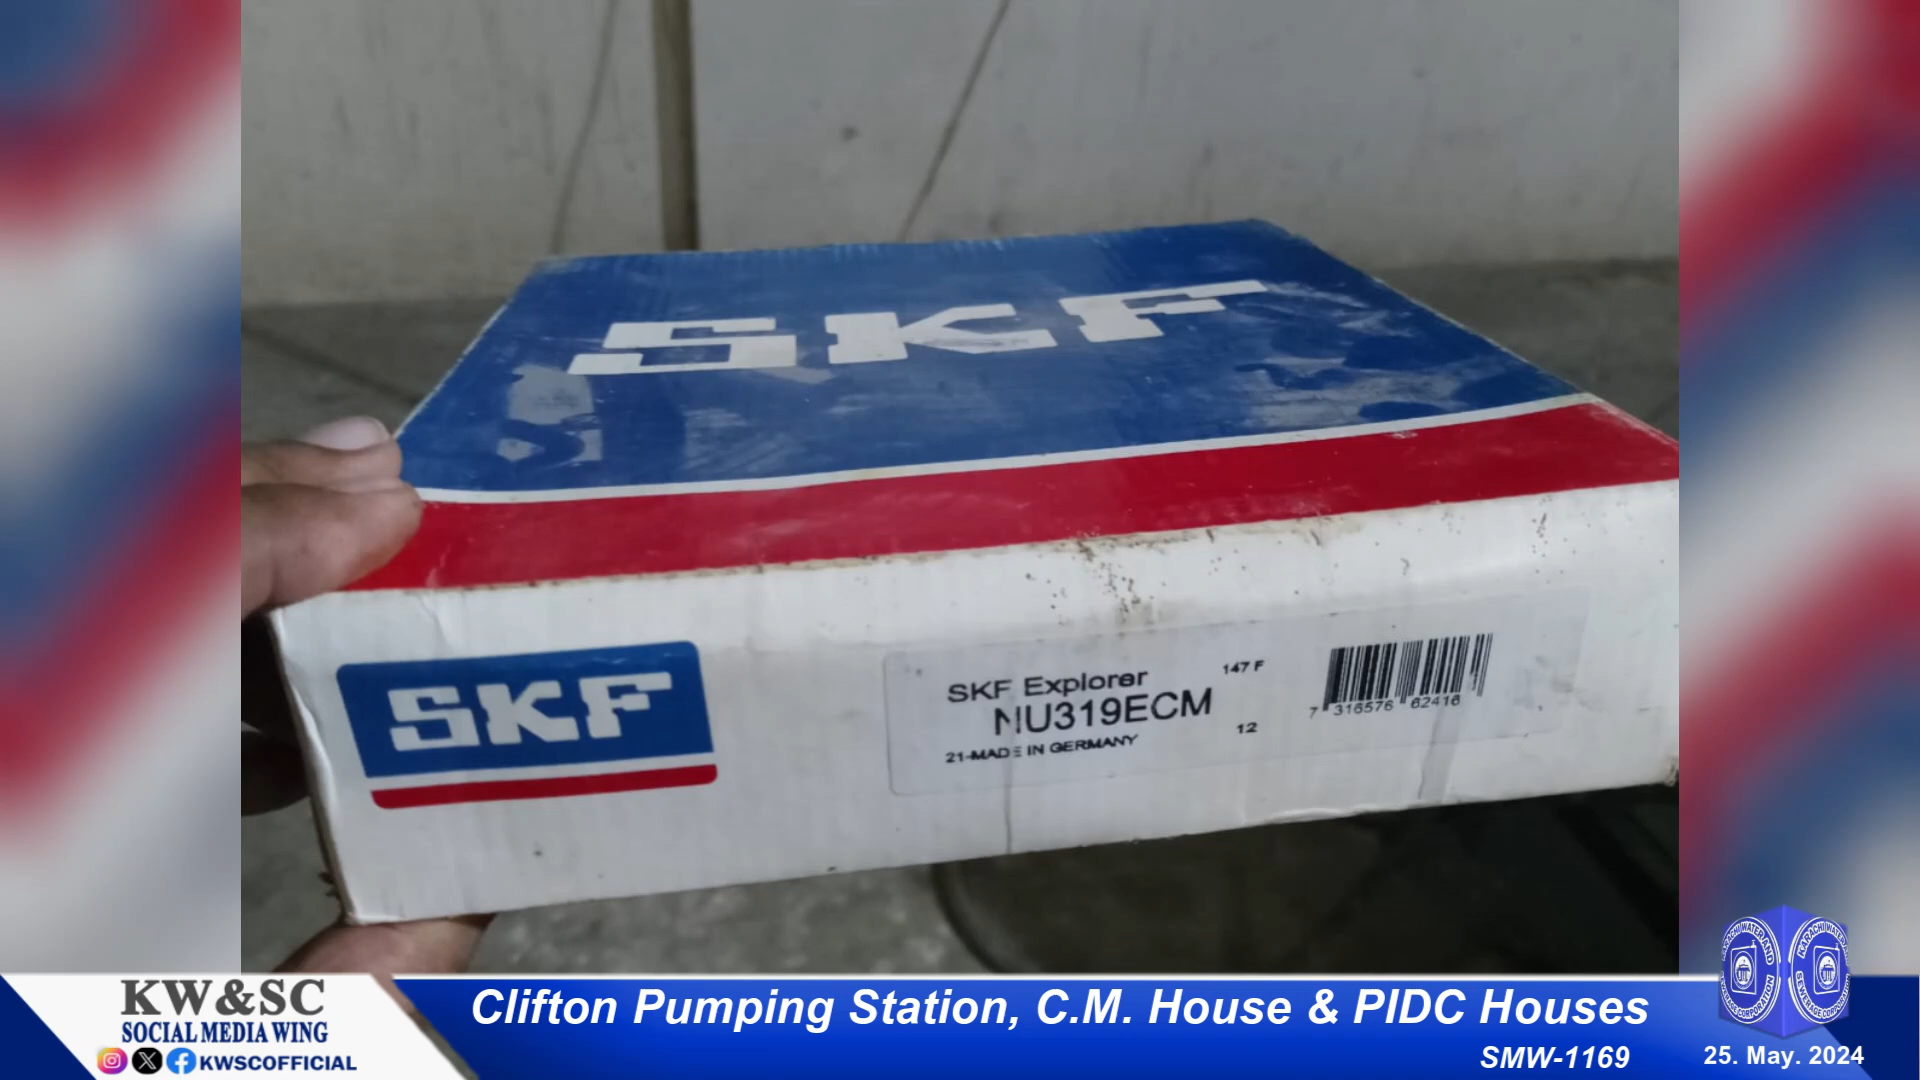 SKF
SKF
SKF Explorer
147 F
NU319ECM
12
21-MADE IN GERMANY
7 316576 62416
KW&SC
SOCIAL MEDIA WING
KWSCOFFICIAL
Clifton Pumping Station, C.M. House & PIDC Houses
SMW-1169
25. May. 2024